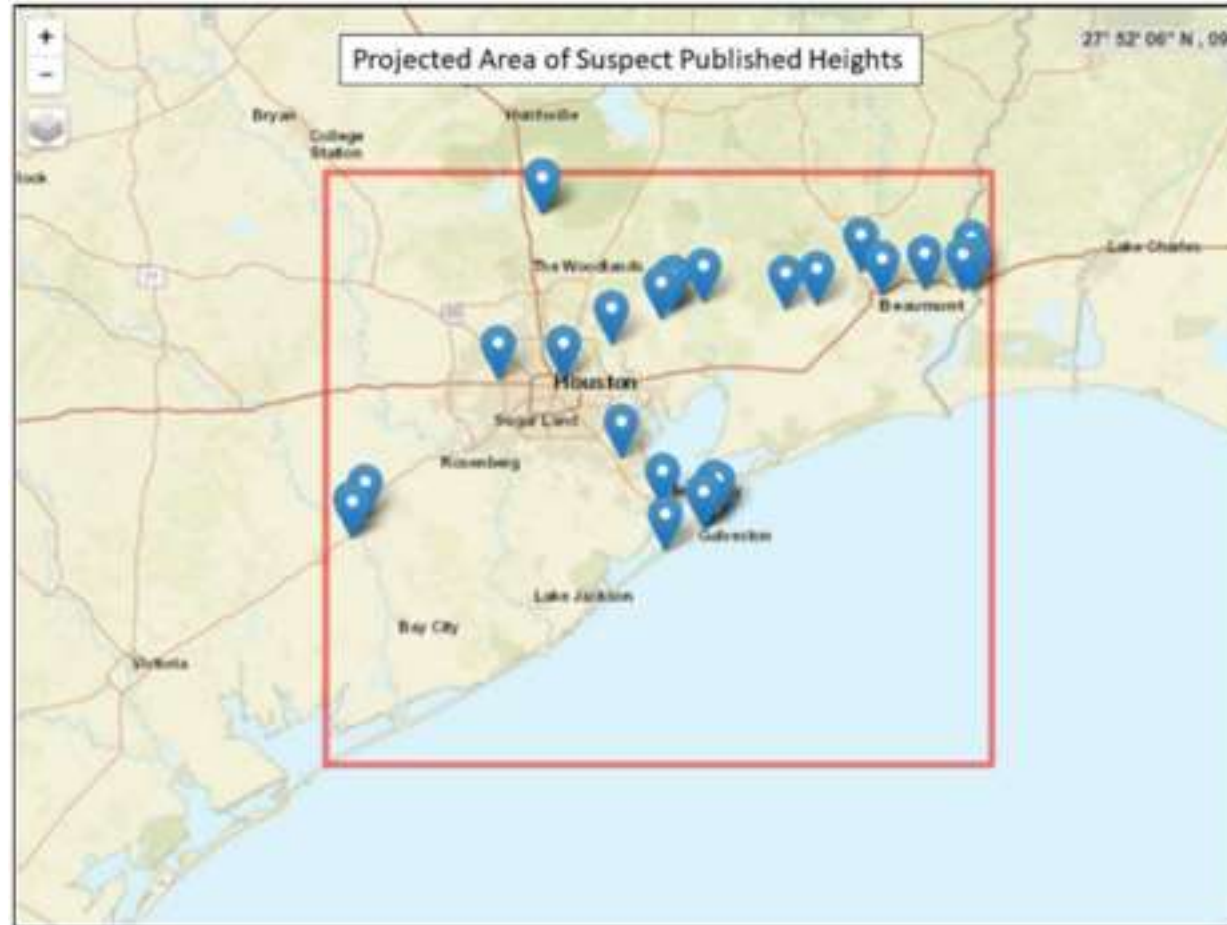 +
−
Projected Area of Suspect Published Heights
27° 52' 06" N , 09
Bryan
Huntsville
College
Station
ock
The Woodlands
Lake Charles
Beaumont
Houston
Sugar Land
Rosenberg
Galveston
Lake Jackson
Bay City
Victoria